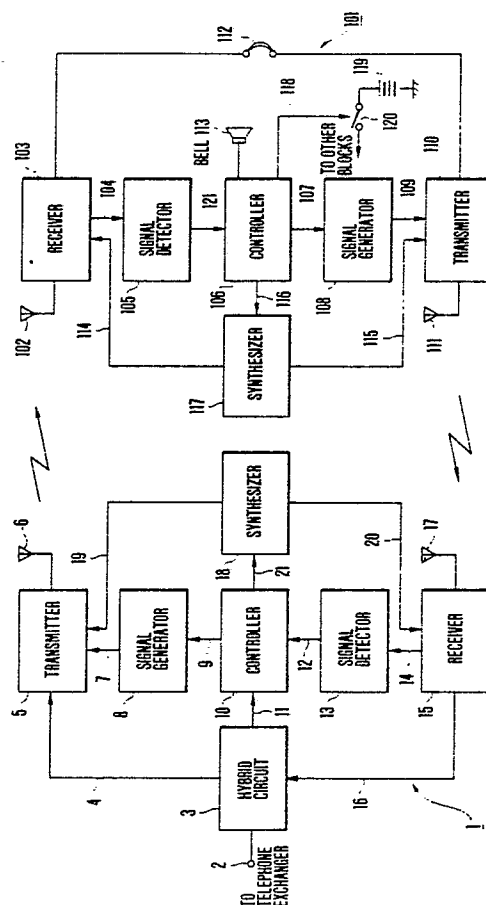 TO
TELEPHONE
EXCHANGER
2
3
HYBRID
CIRCUIT
4
16
1
5
TRANSMITTER
6
7
8
SIGNAL
GENERATOR
9
10
CONTROLLER
11
12
13
SIGNAL
DETECTOR
14
15
RECEIVER
17
18
SYNTHESIZER
19
20
21
101
102
103
RECEIVER
104
105
SIGNAL
DETECTOR
121
106
CONTROLLER
107
108
SIGNAL
GENERATOR
109
110
TRANSMITTER
111
112
BELL
113
114
115
116
117
SYNTHESIZER
118
119
120
TO OTHER
BLOCKS